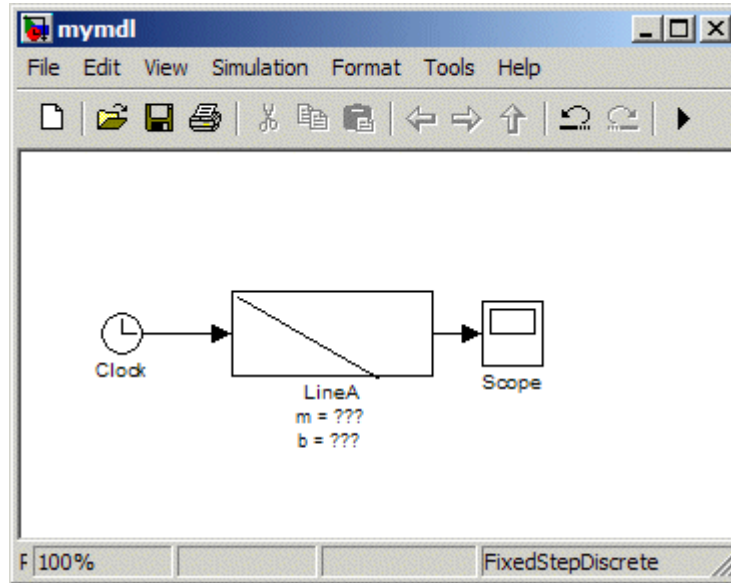 mymdl
File Edit View Simulation Format Tools Help
Clock
LineA
m = ???
b = ???
Scope
F 100% FixedStepDiscrete